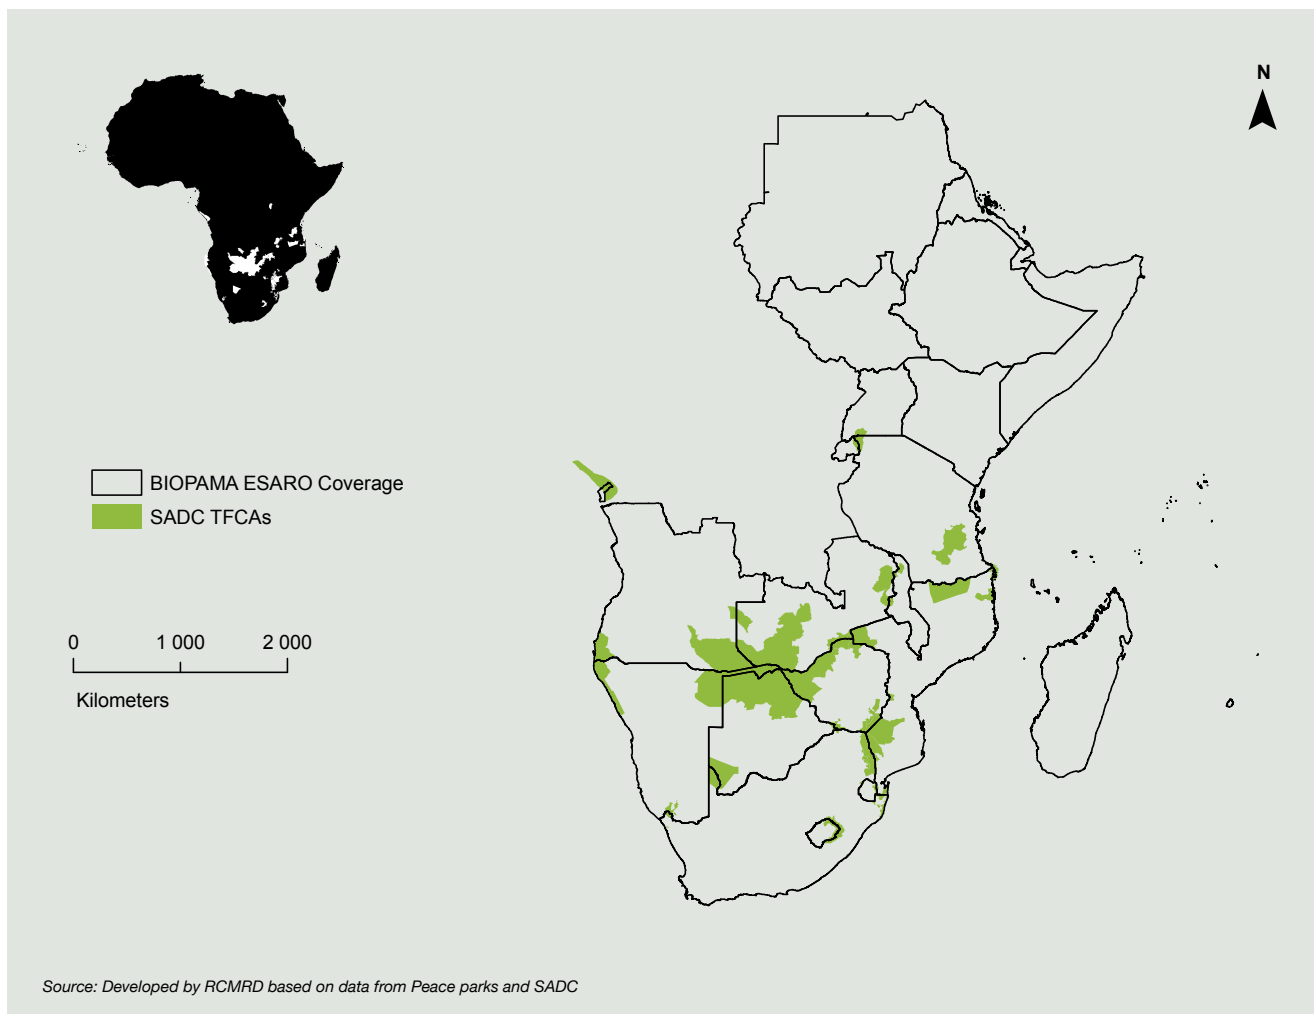 N
BIOPAMA ESARO Coverage
SADC TFCAs
0 1 000 2 000
Kilometers
Source: Developed by RCMRD based on data from Peace parks and SADC